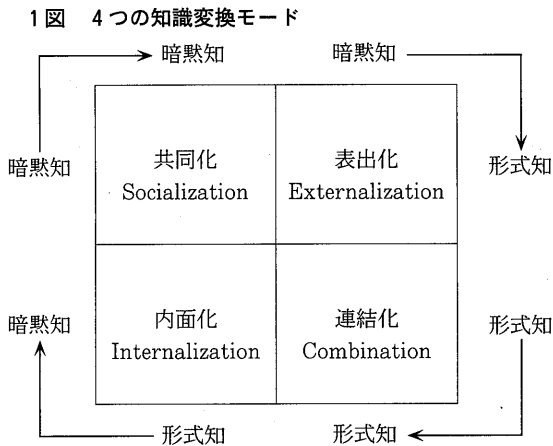 1図 4つの知識変換モード
暗黙知 暗黙知
暗黙知 共同化 表出化 形式知
Socialization Externalization
暗黙知 内面化 連結化 形式知
Internalization Combination
形式知 形式知